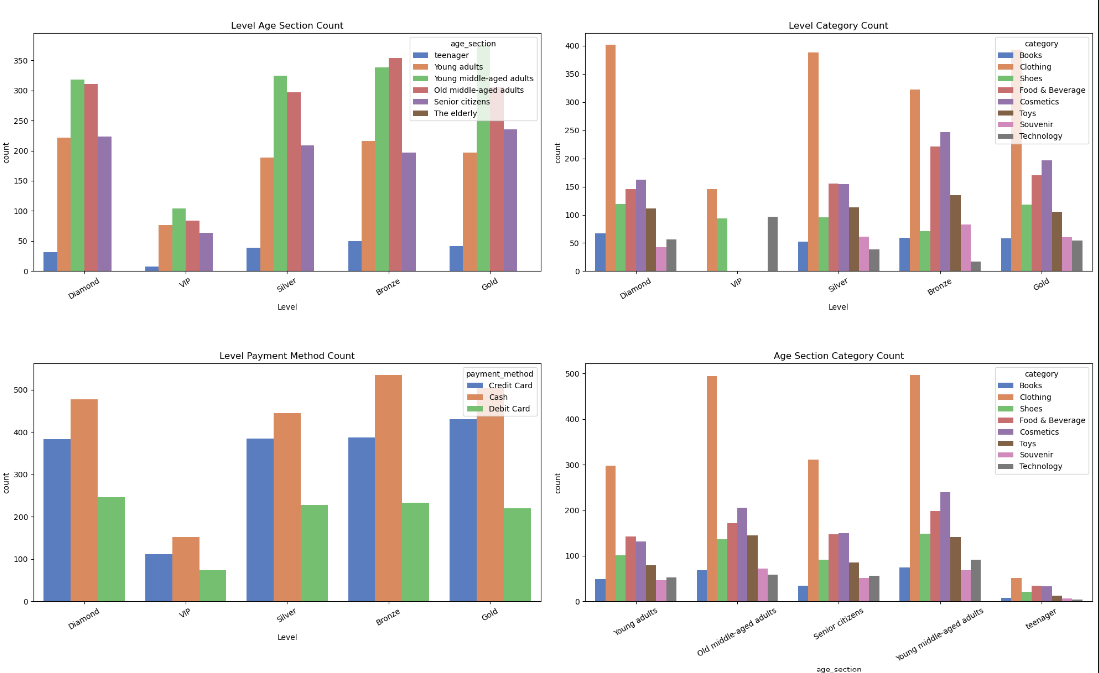 Level Age Section Count
350
300
250
200
150
100
50
0
count
age_section
teenager
Young adults
Young middle-aged adults
Old middle-aged adults
Senior citizens
The elderly
Diamond
VIP
Silver
Bronze
Gold
Level
Level Category Count
400
350
300
250
200
150
100
50
0
count
category
Books
Clothing
Shoes
Food & Beverage
Cosmetics
Toys
Souvenir
Technology
Diamond
VIP
Silver
Bronze
Gold
Level
Level Payment Method Count
500
400
300
200
100
0
count
payment_method
Credit Card
Cash
Debit Card
Diamond
VIP
Silver
Bronze
Gold
Level
Age Section Category Count
500
400
300
200
100
0
count
category
Books
Clothing
Shoes
Food & Beverage
Cosmetics
Toys
Souvenir
Technology
Young adults
Old middle-aged adults
Senior citizens
Young middle-aged adults
teenager
age_section